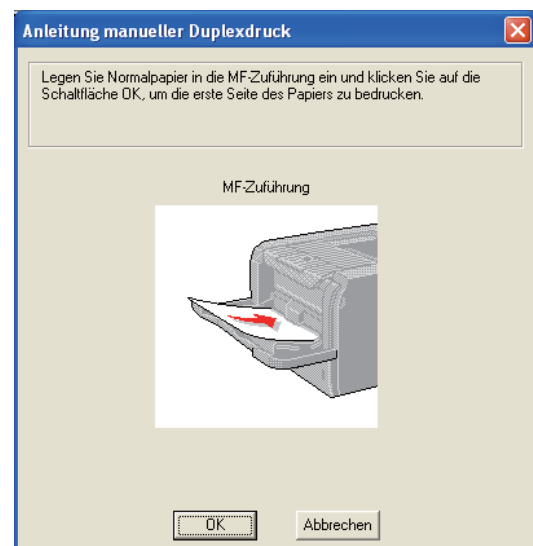 Anleitung manueller Duplexdruck
Legen Sie Normalpapier in die MF-Zuführung ein und klicken Sie auf die
Schaltfläche OK, um die erste Seite des Papiers zu bedrucken.
MF-Zuführung
OK
Abbrechen